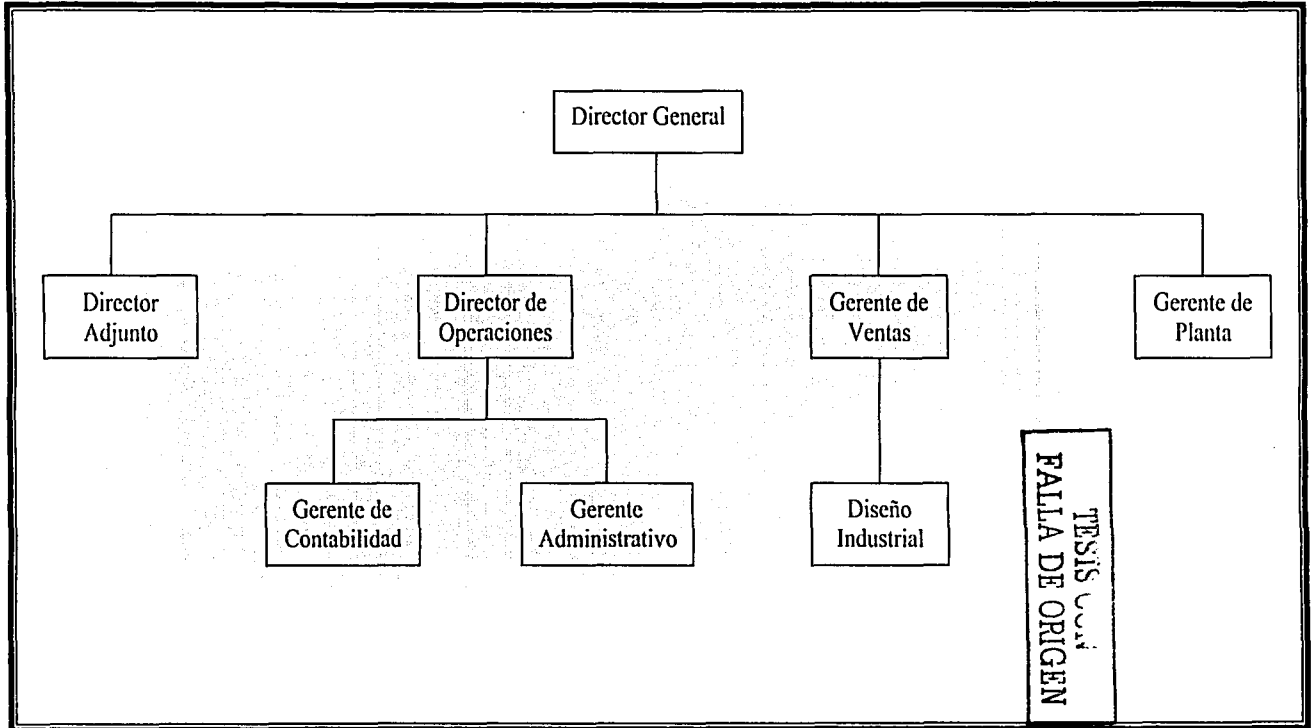 Director General
Director
Adjunto
Director de
Operaciones
Gerente de
Ventas
Gerente de
Planta
Gerente de
Contabilidad
Gerente
Administrativo
Diseño
Industrial
TESIS
FALLA DE ORIGEN